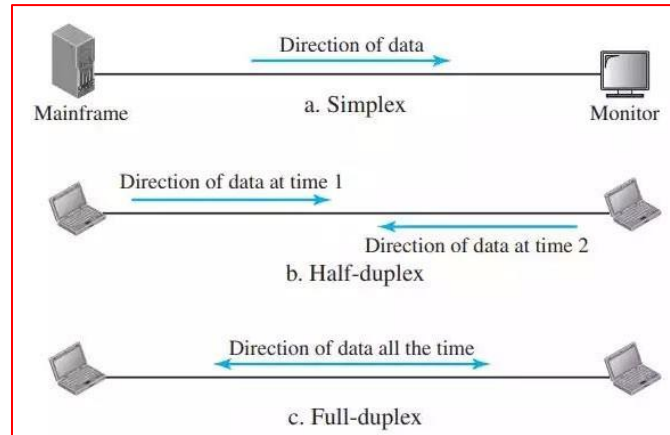 Direction of data
Mainframe
a. Simplex
Monitor
Direction of data at time 1
Direction of data at time 2
b. Half-duplex
Direction of data all the time
c. Full-duplex